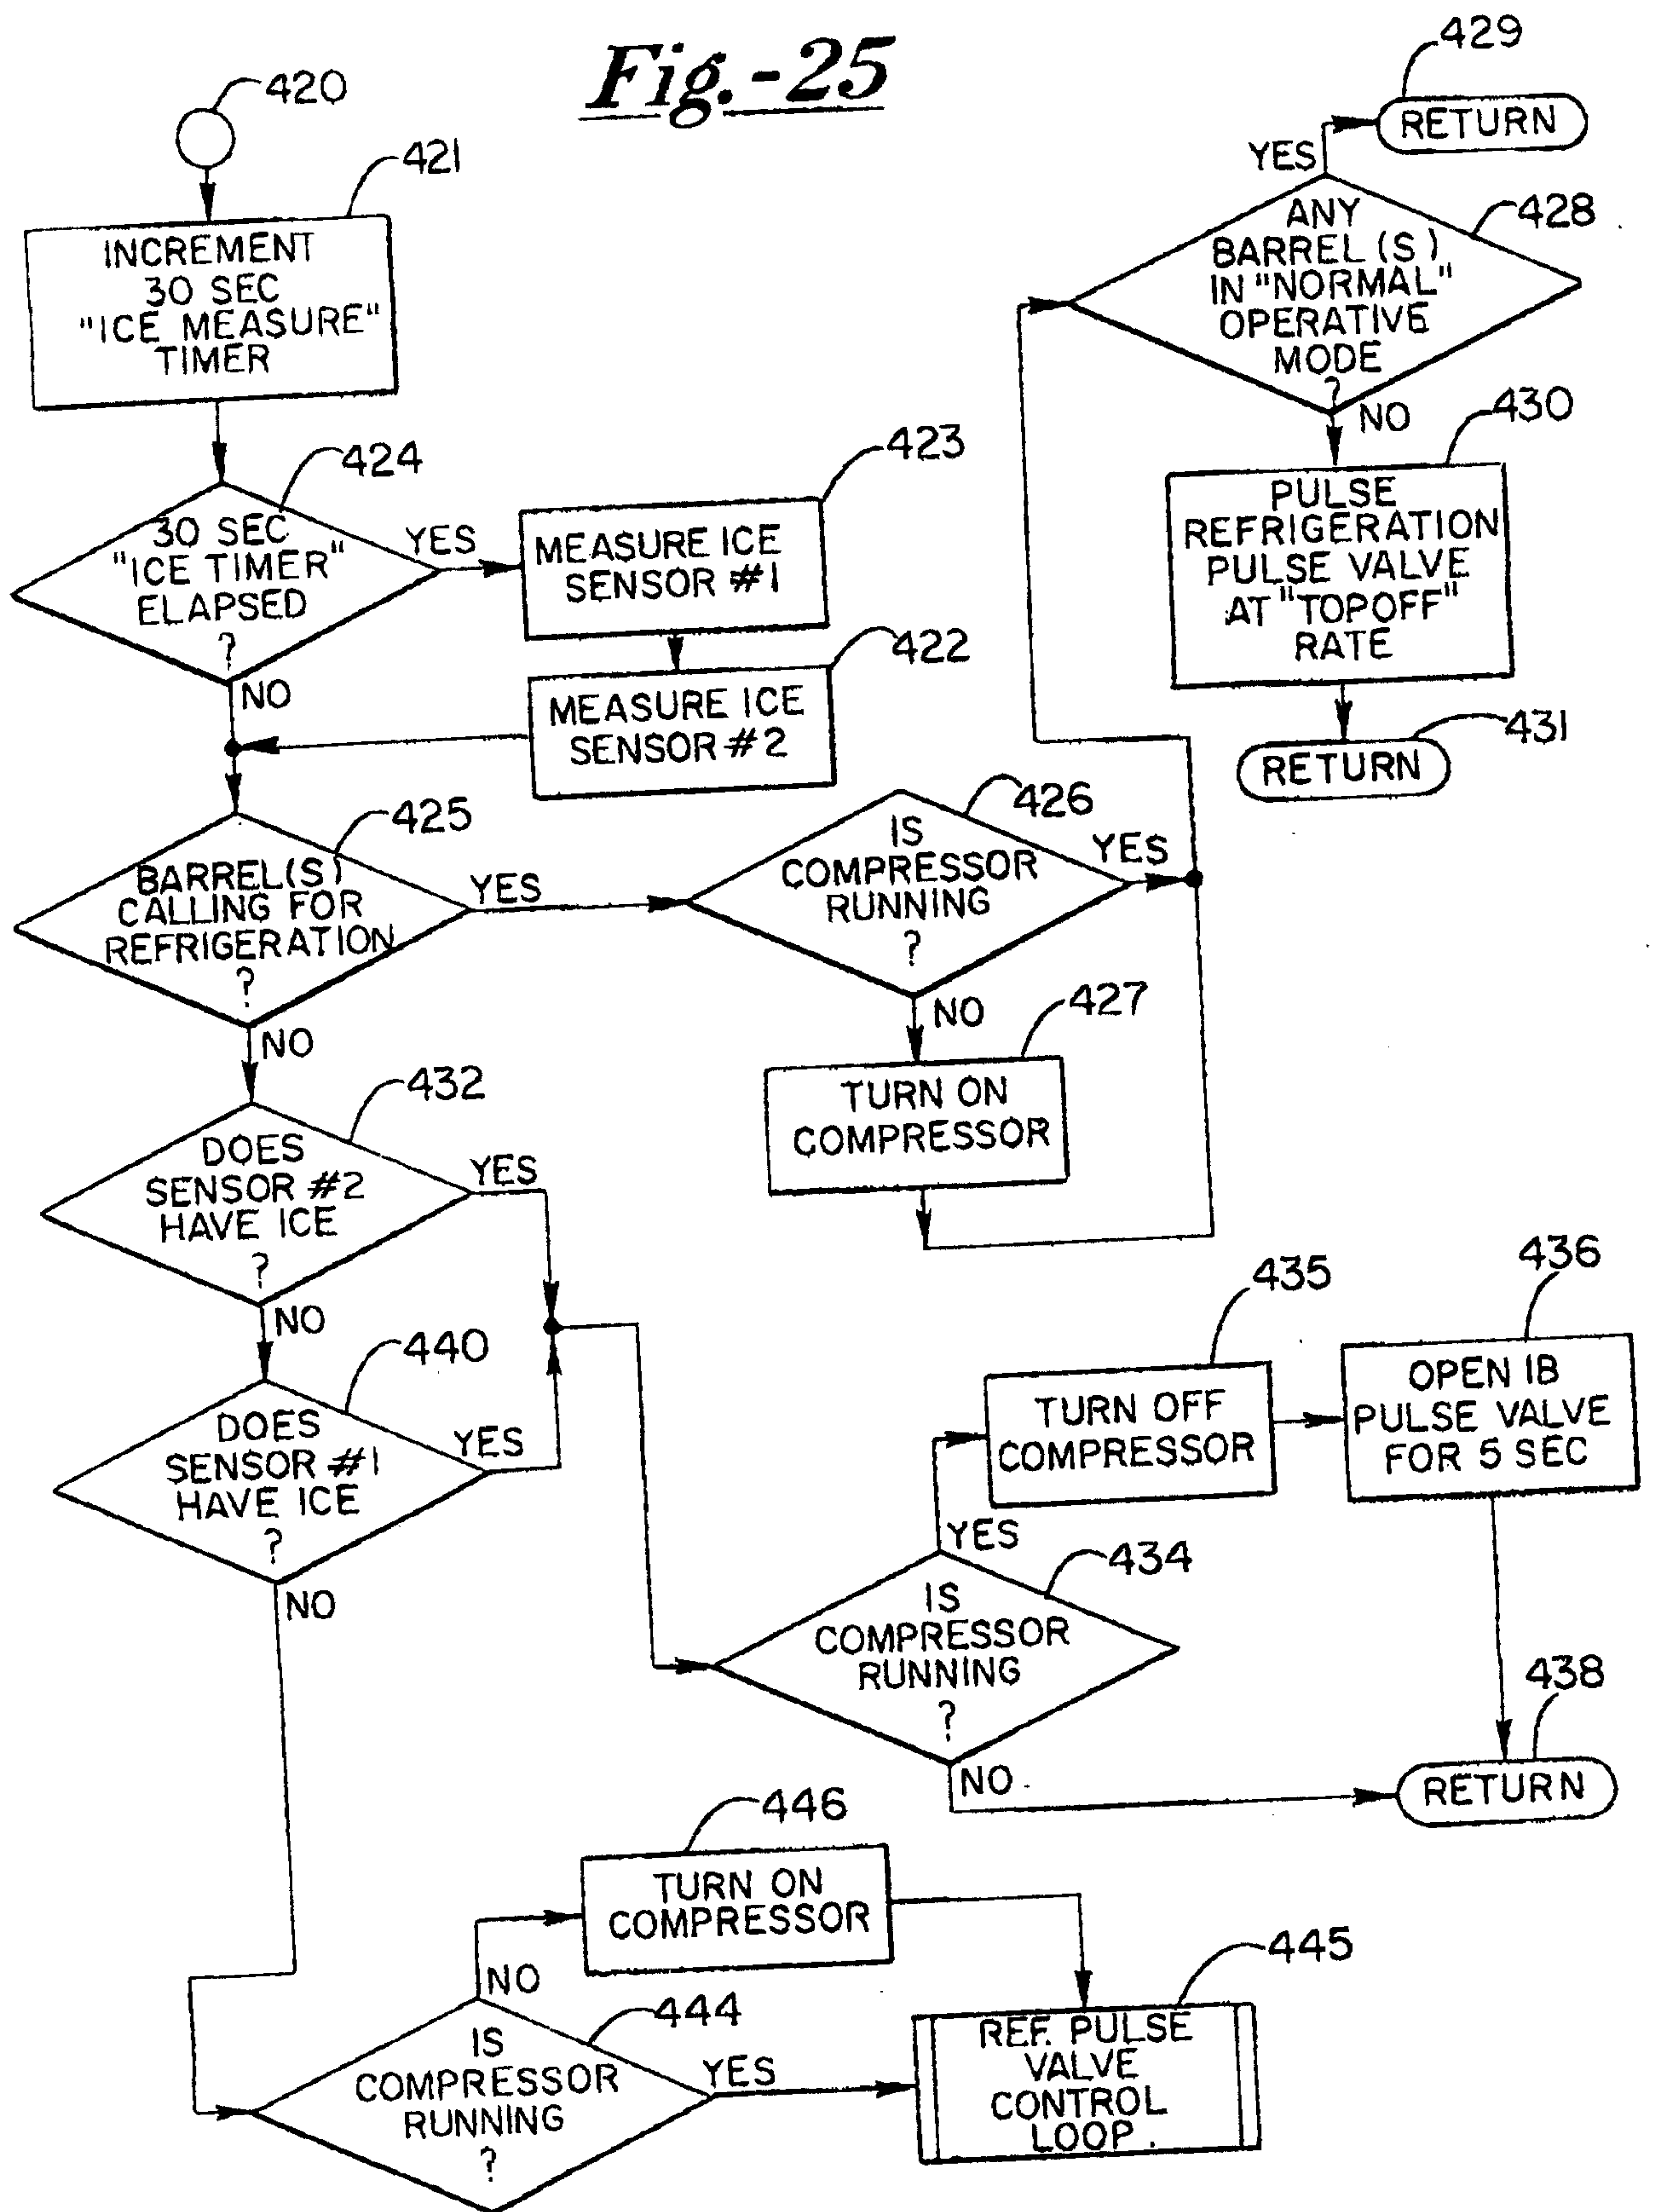 Fig.-25
420
421
INCREMENT
30 SEC
"ICE MEASURE"
TIMER
424
30 SEC
"ICE TIMER"
ELAPSED
?
YES
NO
423
MEASURE ICE
SENSOR #1
422
MEASURE ICE
SENSOR #2
425
BARREL(S)
CALLING FOR
REFRIGERATION
?
YES
NO
426
IS
COMPRESSOR
RUNNING
?
YES
NO
427
TURN ON
COMPRESSOR
428
ANY
BARREL(S)
IN "NORMAL"
OPERATIVE
MODE
?
YES
NO
429
RETURN
430
PULSE
REFRIGERATION
PULSE VALVE
AT "TOPOFF"
RATE
431
RETURN
432
DOES
SENSOR #2
HAVE ICE
?
YES
NO
440
DOES
SENSOR #1
HAVE ICE
?
YES
NO
434
IS
COMPRESSOR
RUNNING
?
YES
NO
435
TURN OFF
COMPRESSOR
436
OPEN IB
PULSE VALVE
FOR 5 SEC
438
RETURN
444
IS
COMPRESSOR
RUNNING
?
NO
YES
446
TURN ON
COMPRESSOR
445
REF. PULSE
VALVE
CONTROL
LOOP.